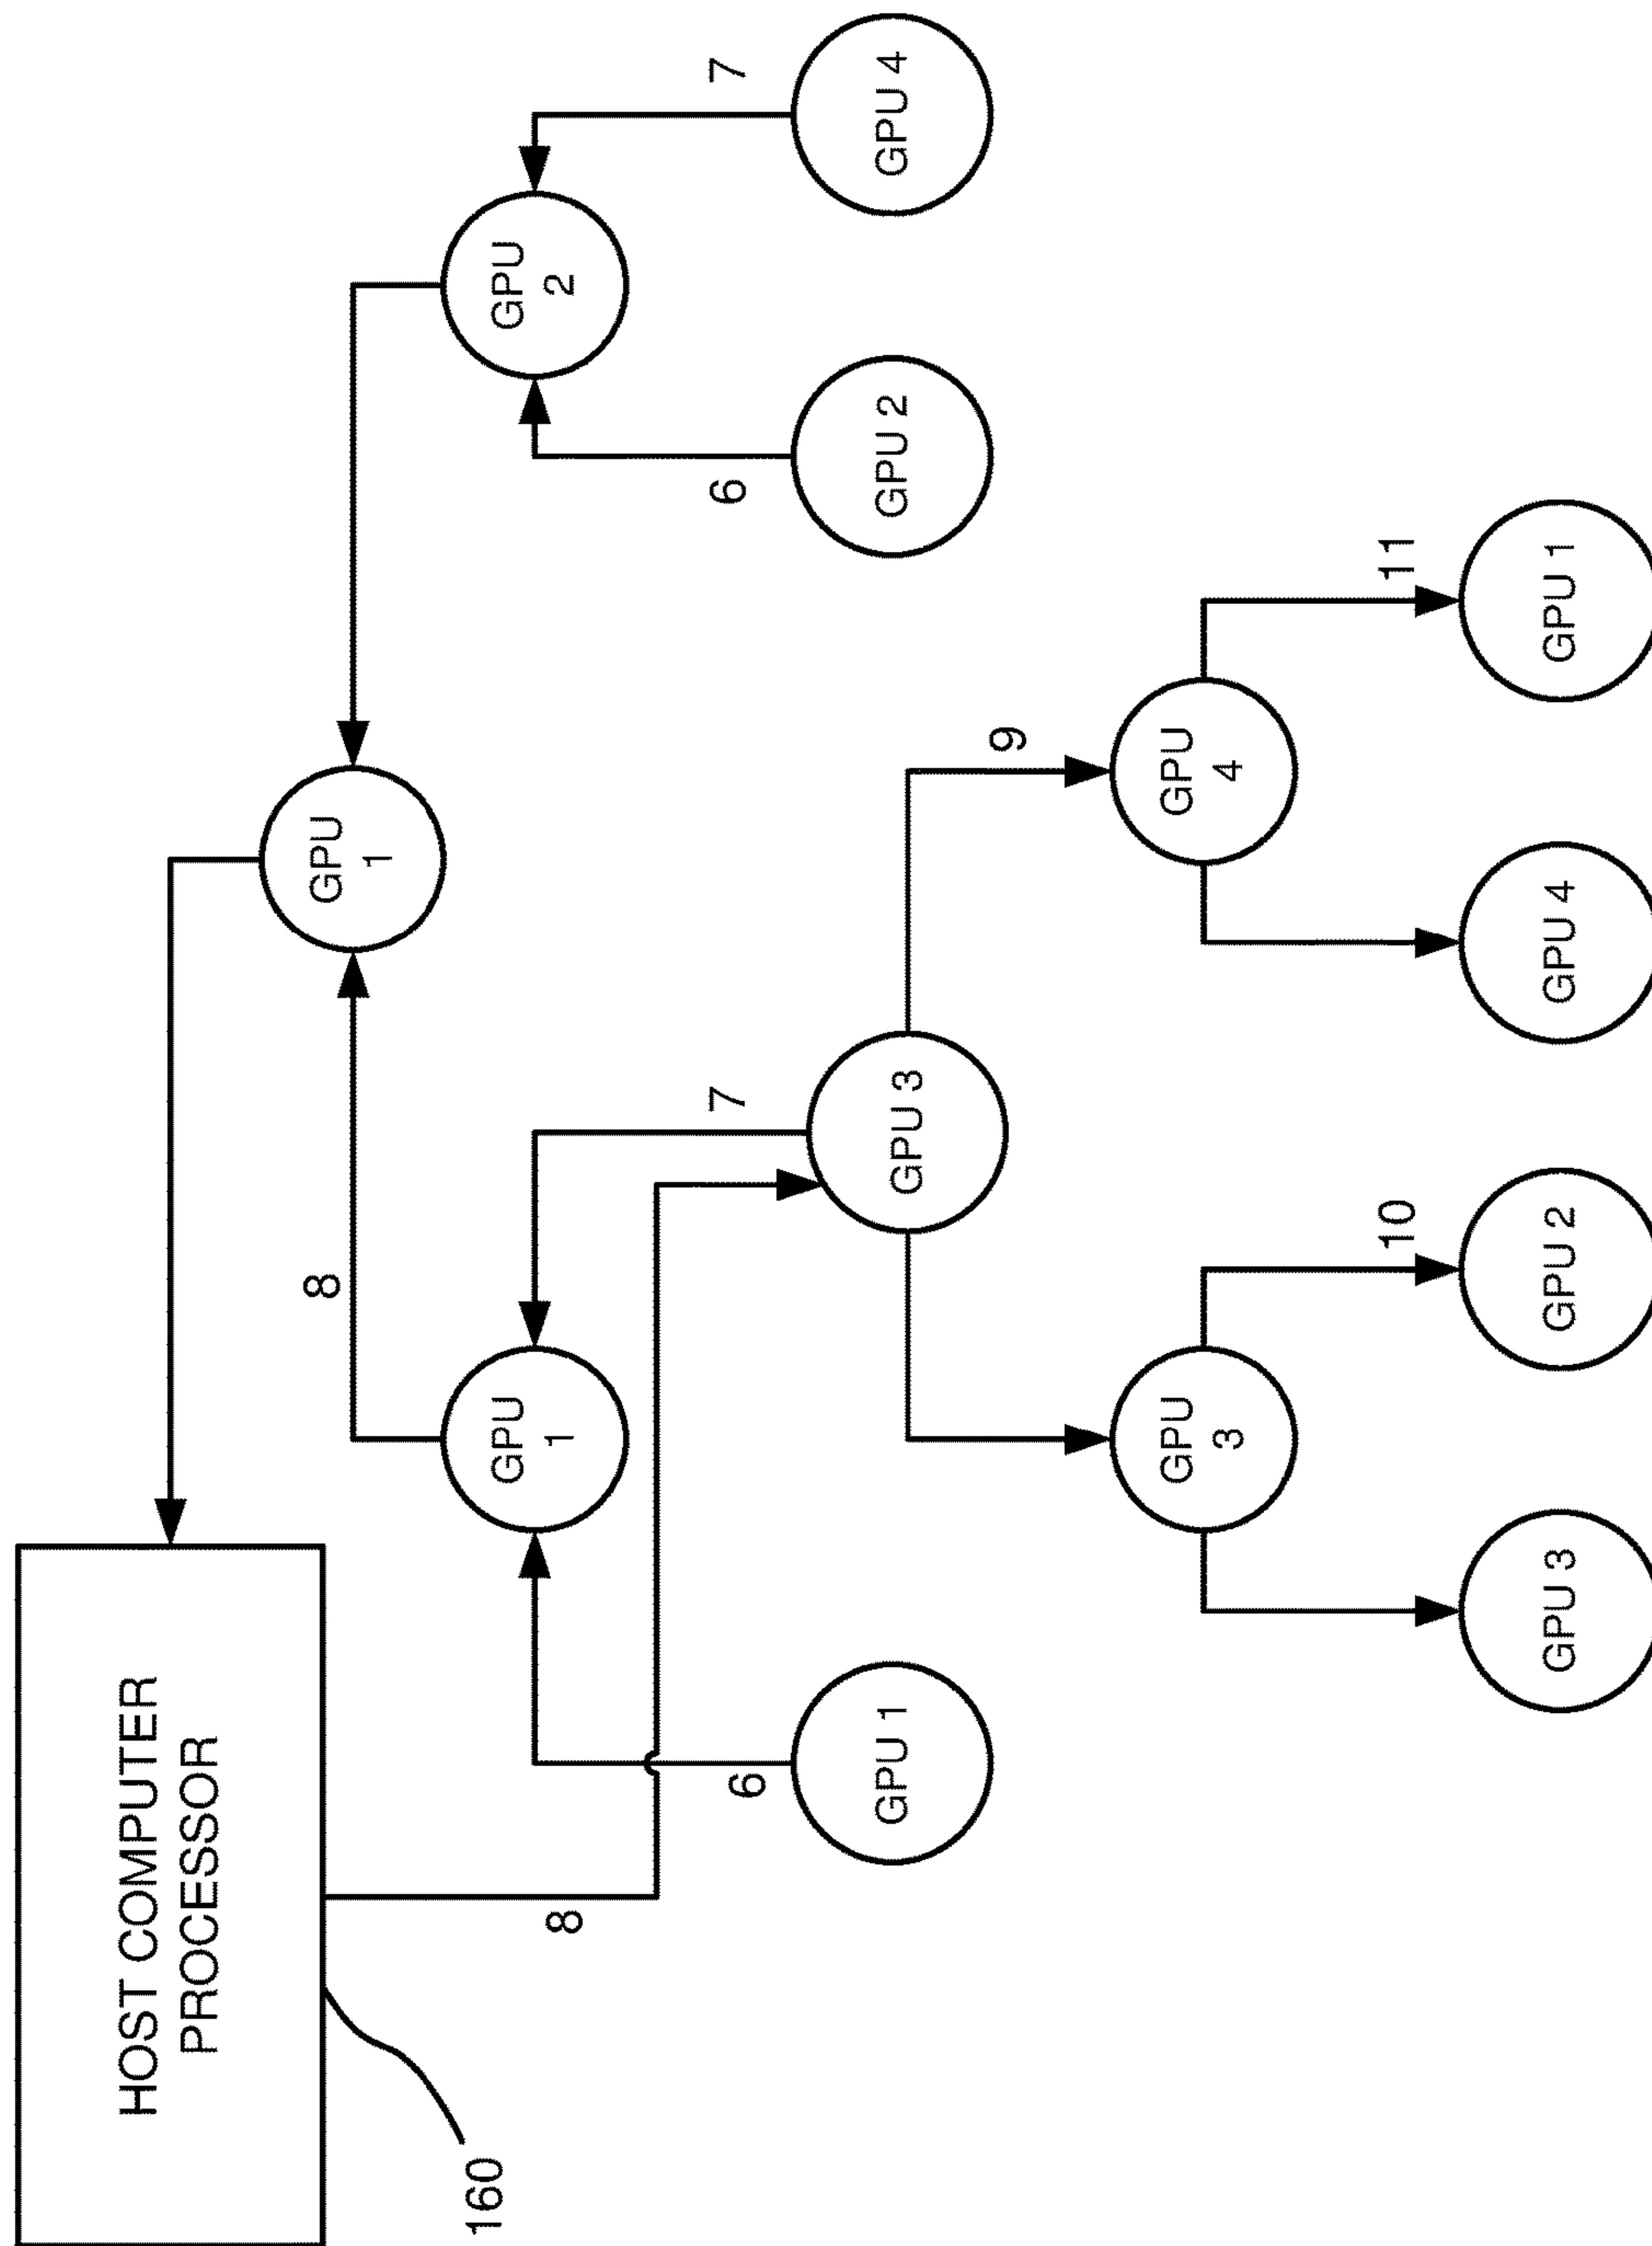 HOST COMPUTER
PROCESSOR
8
GPU
1
160
GPU
1
GPU
2
8
6
7
6
7
GPU 1
GPU 3
GPU 2
GPU 4
9
GPU
3
GPU
4
10
11
GPU 3
GPU 2
GPU 4
GPU 1